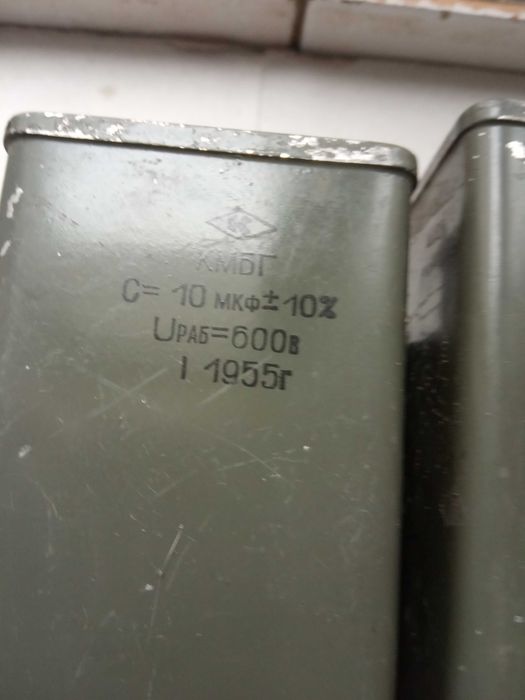 КМБГ
C= 10 мкф±10%
Uраб=600в
I 1955г